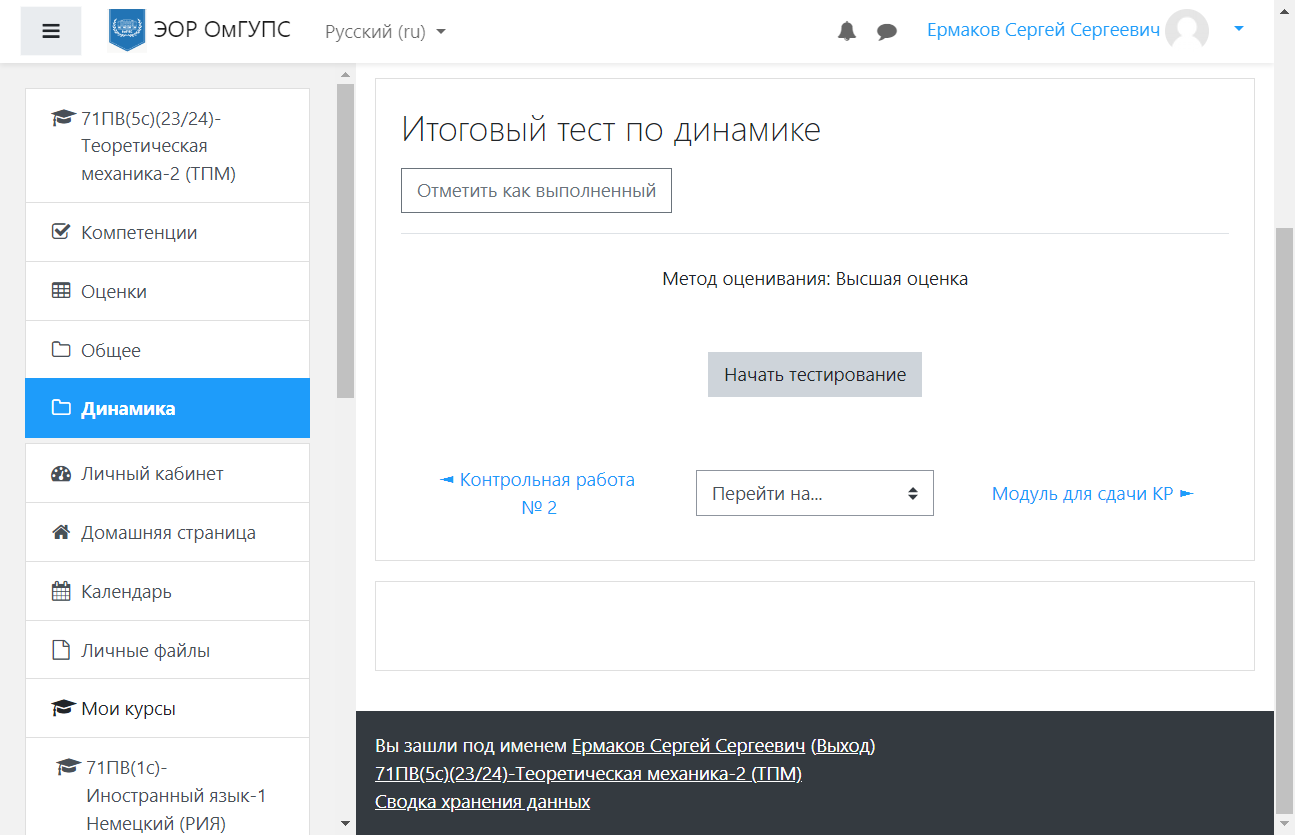 ЭОР ОмГУПС
Русский (ru)
Ермаков Сергей Сергеевич
71ПВ(5с)(23/24)-
Теоретическая
механика-2 (ТПМ)
Компетенции
Оценки
Общее
Динамика
Личный кабинет
Домашняя страница
Календарь
Личные файлы
Мои курсы
71ПВ(1с)-
Иностранный язык-1
Немецкий (РИЯ)
Итоговый тест по динамике
Отметить как выполненный
Метод оценивания: Высшая оценка
Начать тестирование
◄ Контрольная работа
№ 2
Перейти на...
Модуль для сдачи КР ►
Вы зашли под именем Ермаков Сергей Сергеевич (Выход)
71ПВ(5с)(23/24)-Теоретическая механика-2 (ТПМ)
Сводка хранения данных